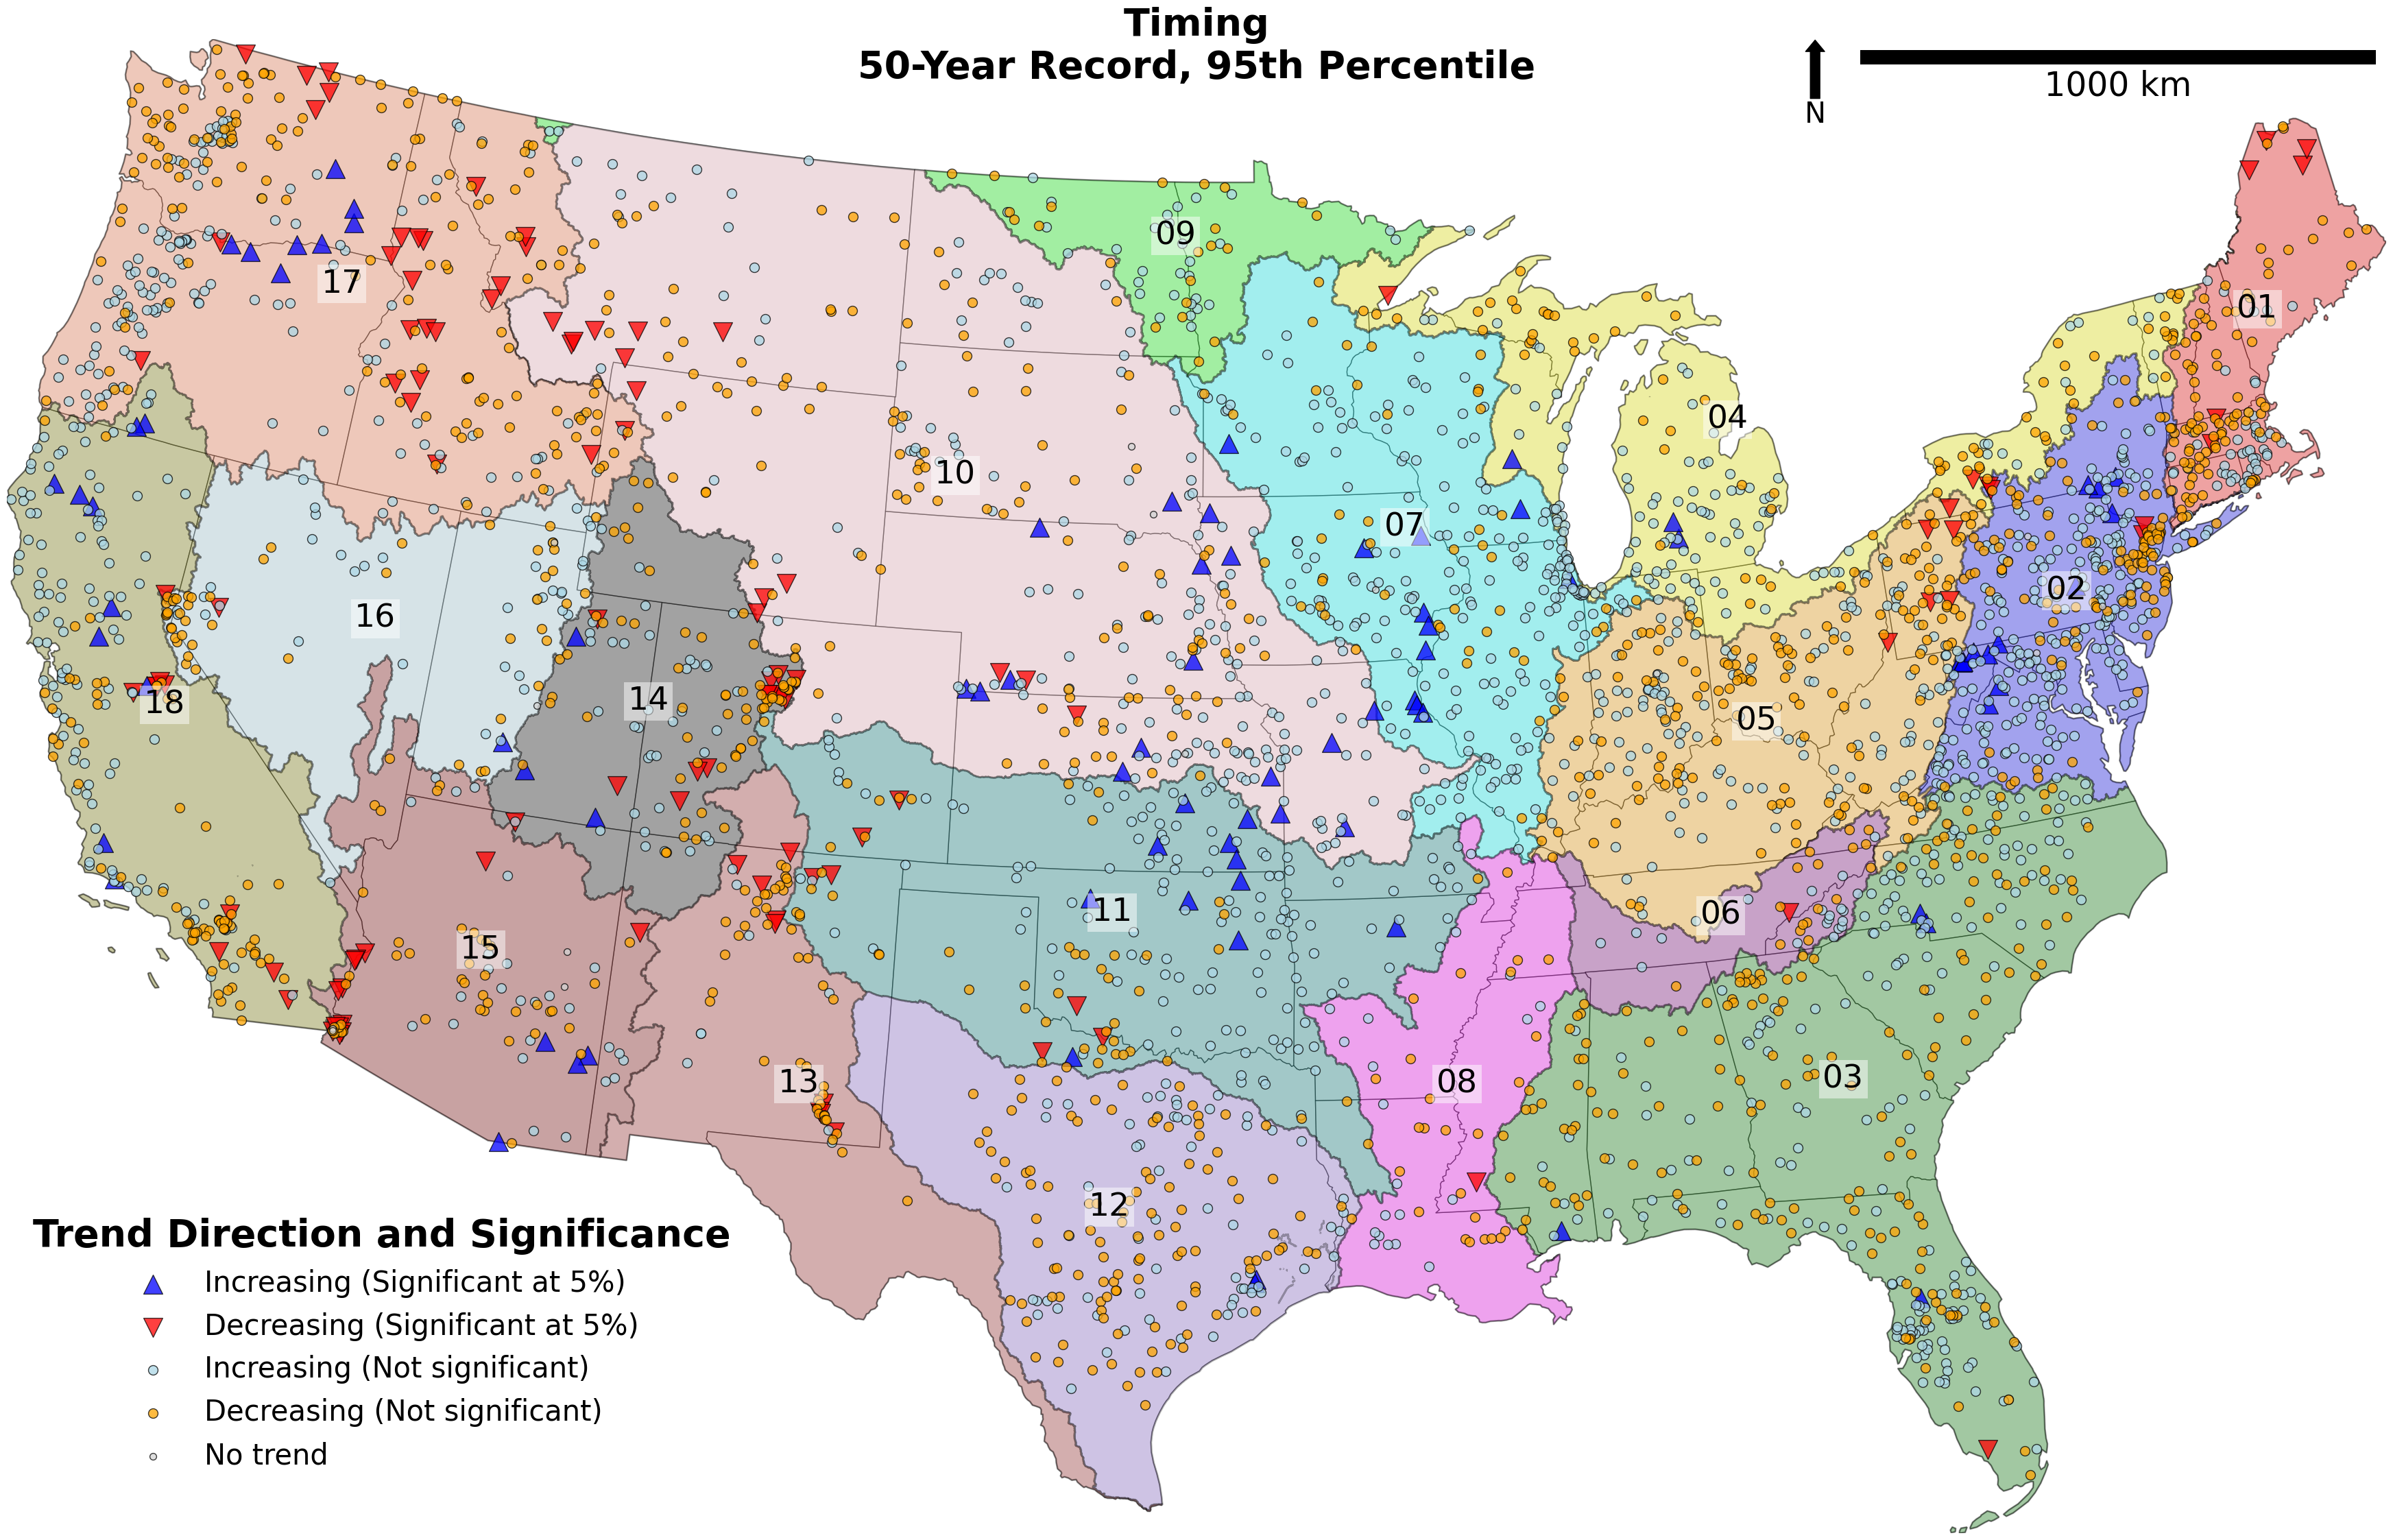 Timing
50-Year Record, 95th Percentile
N
1000 km
09
17
01
04
10
07
16
02
14
18
05
11
06
15
03
13
08
12
Trend Direction and Significance
Increasing (Significant at 5%)
Decreasing (Significant at 5%)
Increasing (Not significant)
Decreasing (Not significant)
No trend